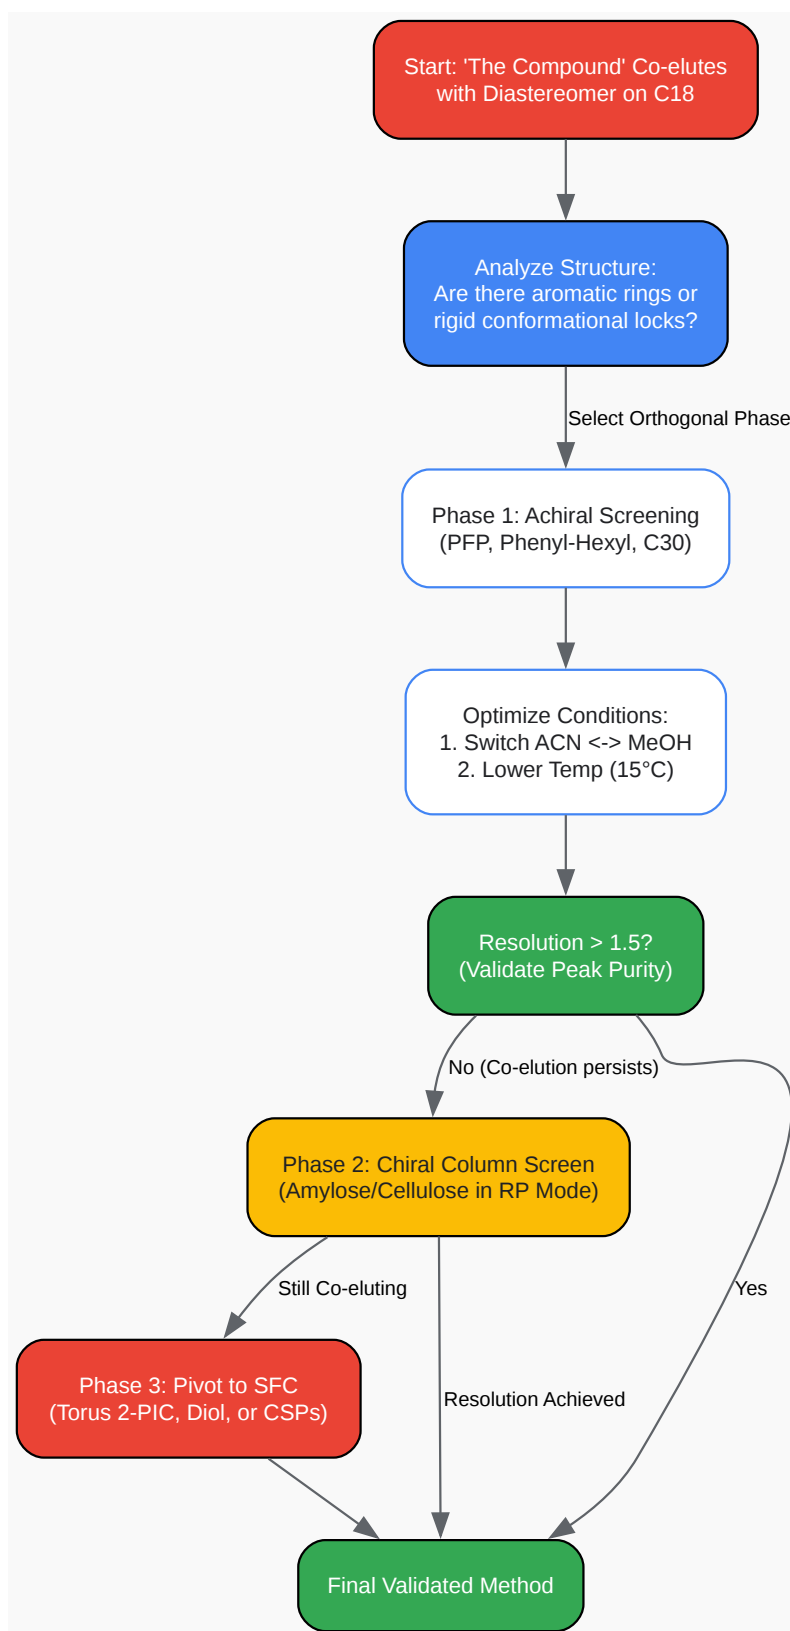 Start: 'The Compound' Co-elutes
with Diastereomer on C18
Analyze Structure:
Are there aromatic rings or
rigid conformational locks?
Select Orthogonal Phase
Phase 1: Achiral Screening
(PFP, Phenyl-Hexyl, C30)
Optimize Conditions:
1. Switch ACN <-> MeOH
2. Lower Temp (15°C)
Resolution > 1.5?
(Validate Peak Purity)
No (Co-elution persists)
Phase 2: Chiral Column Screen
(Amylose/Cellulose in RP Mode)
Still Co-eluting
Yes
Phase 3: Pivot to SFC
(Torus 2-PIC, Diol, or CSPs)
Resolution Achieved
Final Validated Method